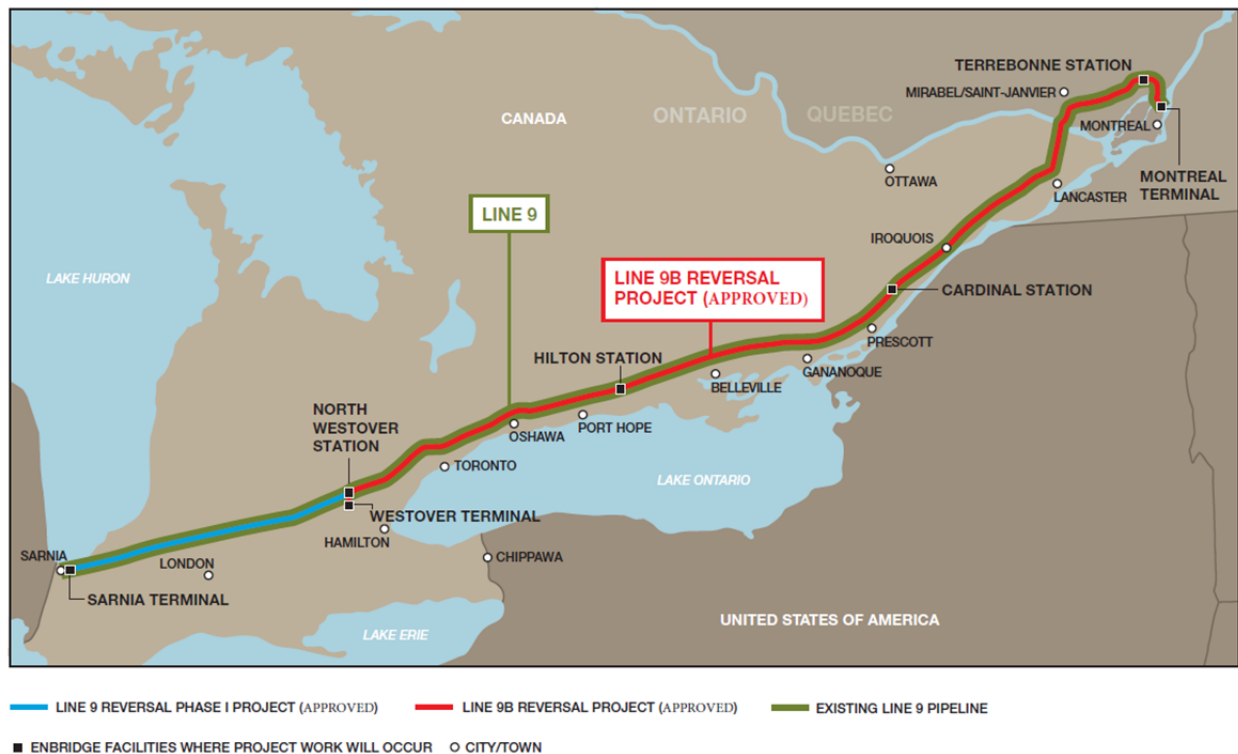 TERREBONNE STATION
MIRABEL/SAINT-JANVIER
CANADA
ONTARIO
QUEBEC
MONTREAL
OTTAWA
MONTREAL
TERMINAL
LANCASTER
LINE 9
IROQUOIS
LAKE HURON
LINE 9B REVERSAL
PROJECT (APPROVED)
CARDINAL STATION
PRESCOTT
HILTON STATION
GANANOQUE
BELLEVILLE
NORTH
WESTOVER
STATION
PORT HOPE
OSHAWA
TORONTO
LAKE ONTARIO
WESTOVER TERMINAL
HAMILTON
SARNIA
LONDON
CHIPPAWA
SARNIA TERMINAL
UNITED STATES OF AMERICA
LAKE ERIE
LINE 9 REVERSAL PHASE I PROJECT (APPROVED)
LINE 9B REVERSAL PROJECT (APPROVED)
EXISTING LINE 9 PIPELINE
ENBRIDGE FACILITIES WHERE PROJECT WORK WILL OCCUR
CITY/TOWN